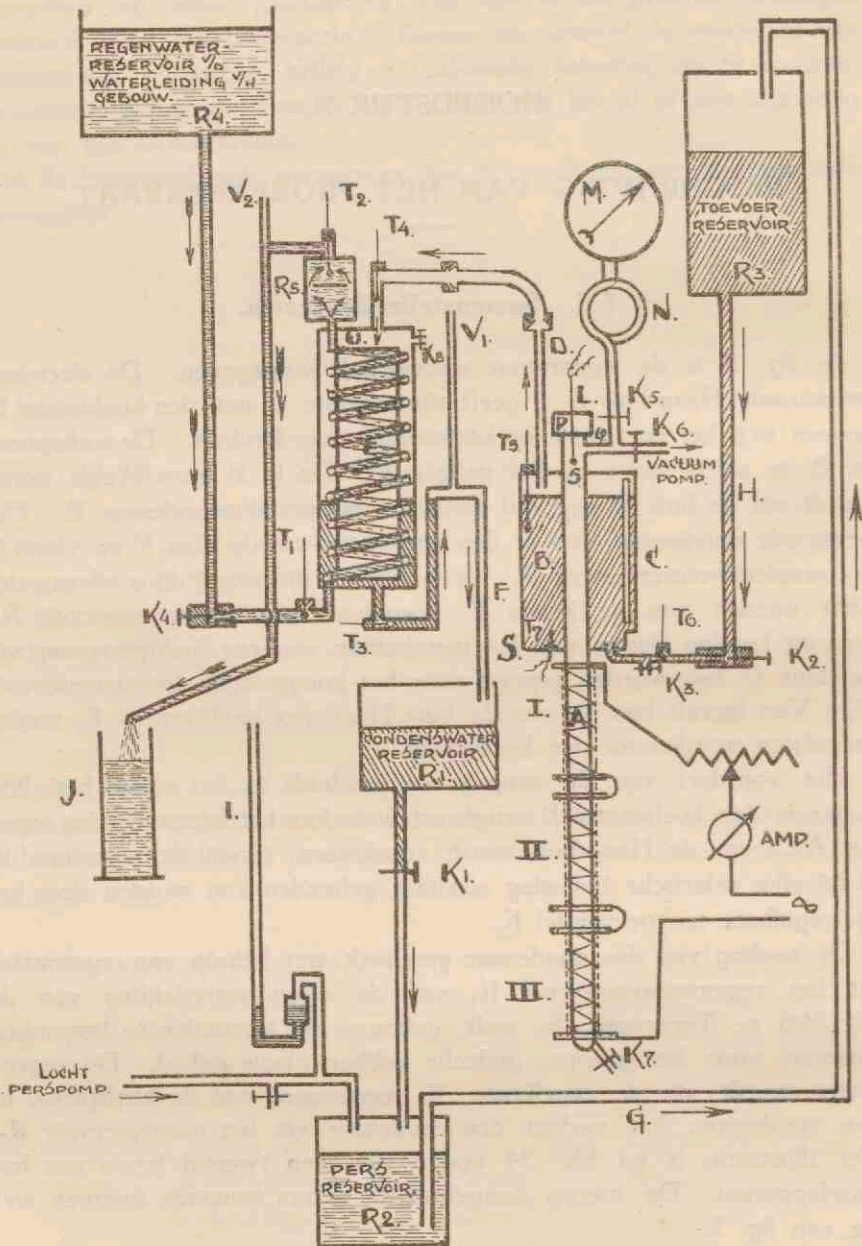 REGENWATER-
RESERVOIR V/D
WATERLEIDING V/H
GEBOUW.
R4.
V2.
T2.
T4.
R5
K8
V1.
D.
M.
N.
L.
P
φ
S
K5.
K6.
VACUUM
POMP.
TOEVOER
RESERVOIR.
R3
H.
T1
T3
T5
K4
B.
C.
T7
S.
T6
K2.
K3.
F.
I.
A
II.
III.
K7
AMP.
J.
I.
CONDENSWATER
RESERVOIR
R1.
K1.
LUCHT
PERSPOMP.
G.
PERS
RESERVOIR.
R2.